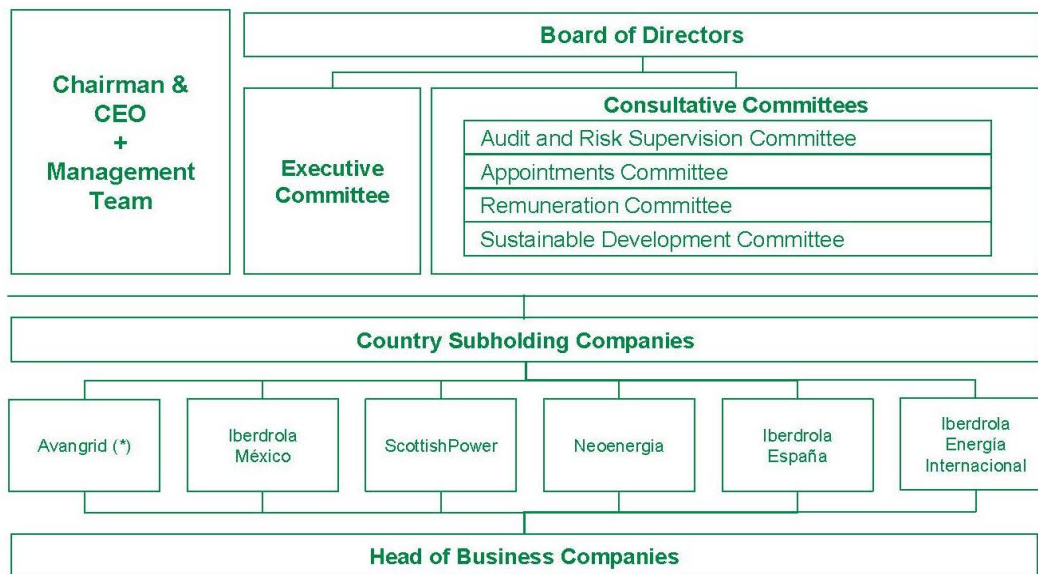 Chairman &
CEO
+
Management
Team
Board of Directors
Executive
Committee
Consultative Committees
Audit and Risk Supervision Committee
Appointments Committee
Remuneration Committee
Sustainable Development Committee
Country Subholding Companies
Avangrid (*)
Iberdrola
México
ScottishPower
Neoenergia
Iberdrola
España
Iberdrola
Energía
Internacional
Head of Business Companies